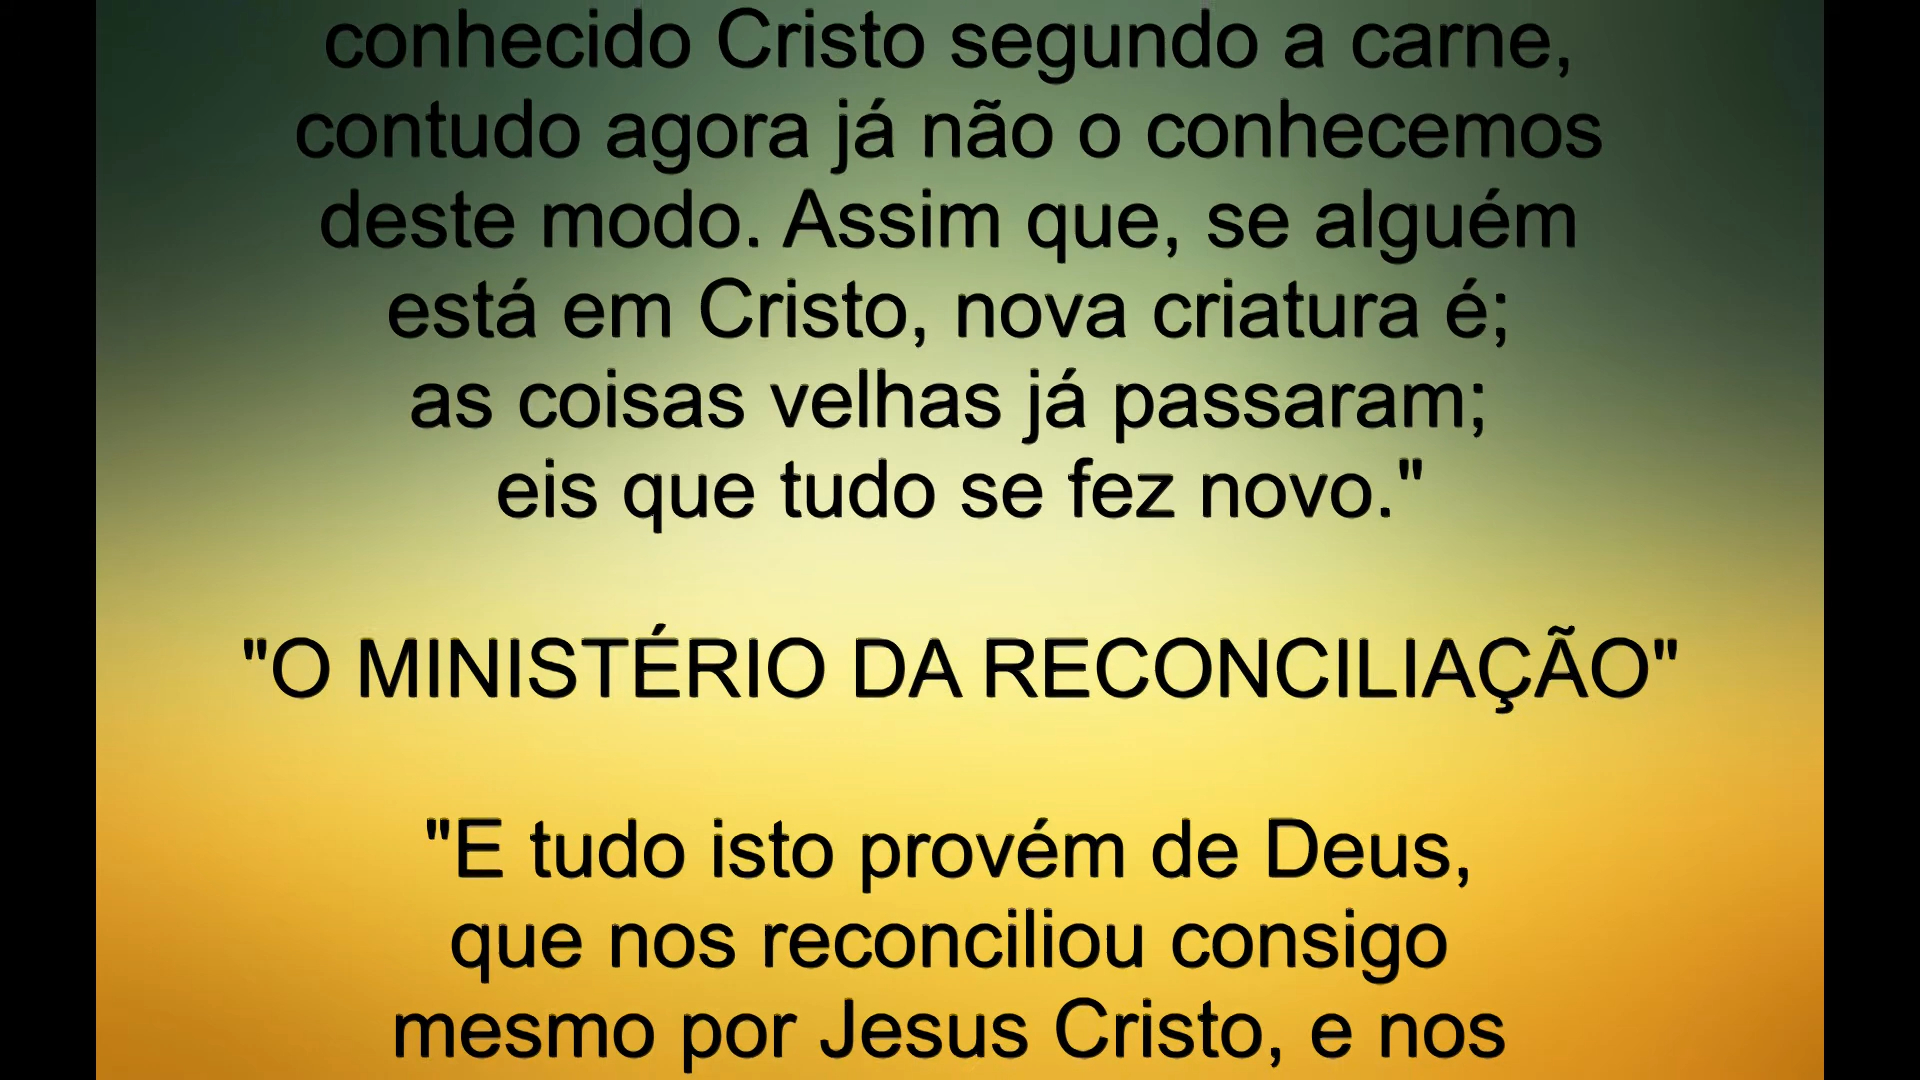 conhecido Cristo segundo a carne,
contudo agora já não o conhecemos
deste modo. Assim que, se alguém
está em Cristo, nova criatura é;
as coisas velhas já passaram;
eis que tudo se fez novo."
"O MINISTÉRIO DA RECONCILIAÇÃO"
"E tudo isto provém de Deus,
que nos reconciliou consigo
mesmo por Jesus Cristo, e nos